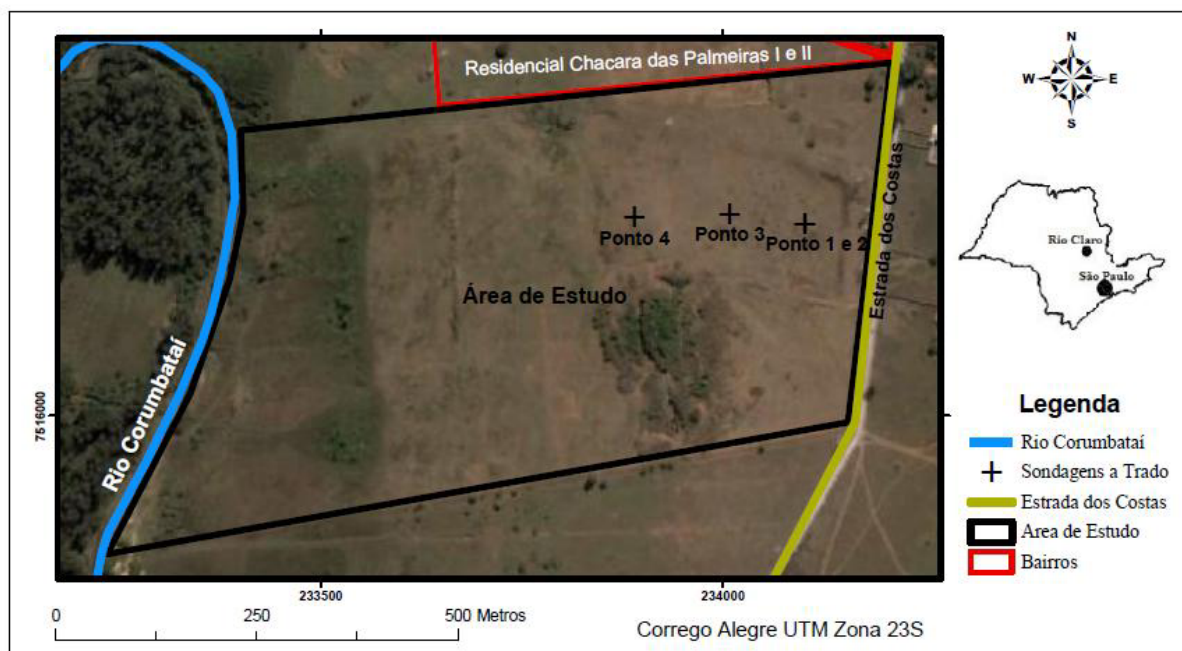 Residencial Chacara das Palmeiras I e II
N
W E
S
Estrada dos Costas
Ponto 4
Ponto 3
Ponto 1 e 2
Rio Claro
São Paulo
Área de Estudo
Rio Corumbataí
7516000
Legenda
Rio Corumbataí
Sondagens a Trado
Estrada dos Costas
Area de Estudo
Bairros
233500
234000
0 250 500 Metros
Corrego Alegre UTM Zona 23S